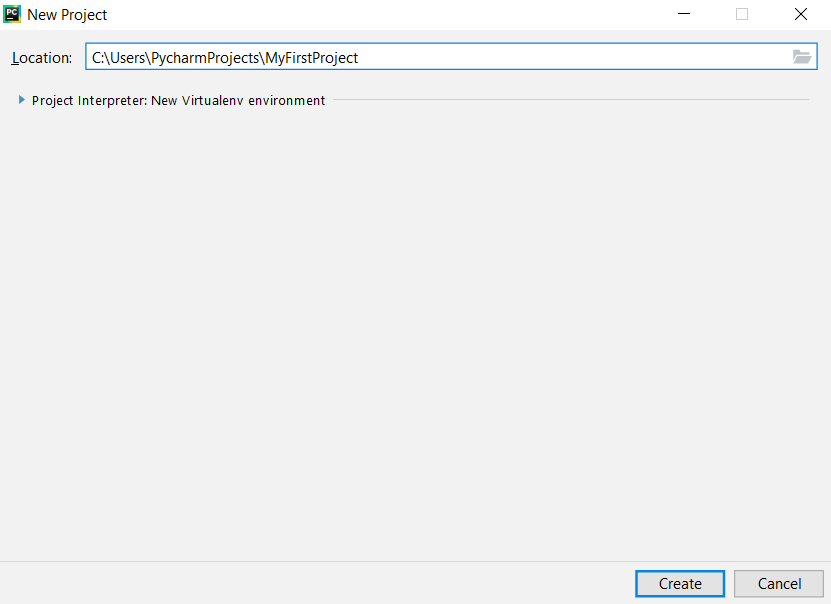 PC New Project
Location: C:\Users\PycharmProjects\MyFirstProject
Project Interpreter: New Virtualenv environment
Create Cancel